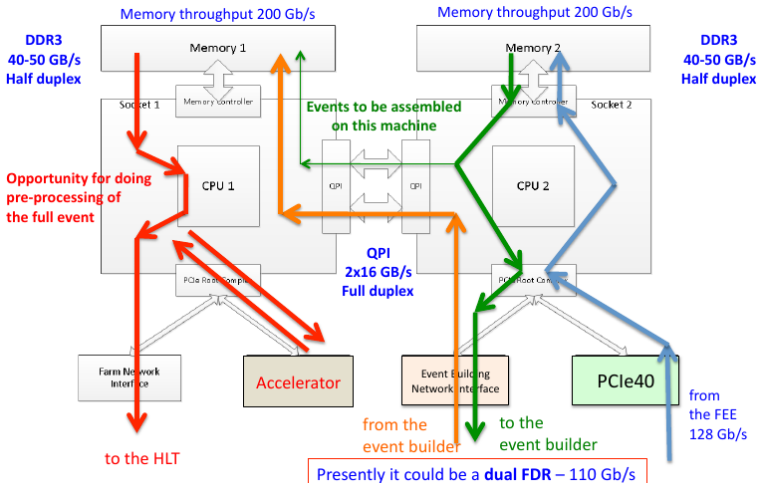 Memory throughput 200 Gb/s
Memory throughput 200 Gb/s
DDR3
40-50 GB/s
Half duplex
Memory 1
Memory 2
DDR3
40-50 GB/s
Half duplex
Socket 1
Memory Controller
Events to be assembled
on this machine
Memory Controller
Socket 2
Opportunity for doing
pre-processing of
the full event
CPU 1
QPI
QPI
CPU 2
QPI
2x16 GB/s
Full duplex
PCIe Root Complex
PCIe Root Complex
Farm Network
Interface
Accelerator
Event Building
Network Interface
PCIe40
from
the FEE
128 Gb/s
from the
event builder
to the
event builder
to the HLT
Presently it could be a dual FDR – 110 Gb/s